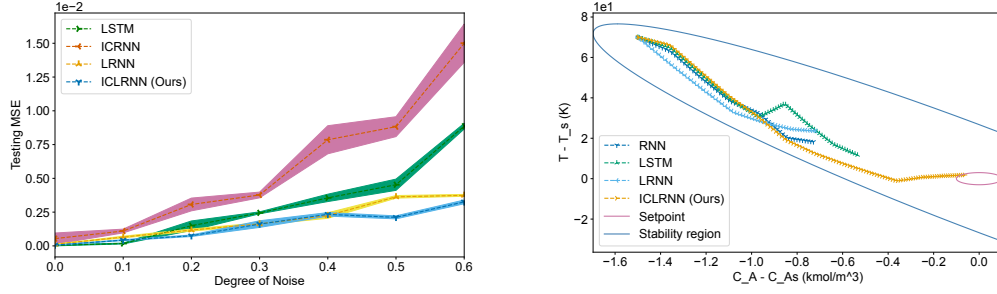 1e-2
1.50
1.25
1.00
0.75
0.50
0.25
0.00
Testing MSE
LSTM
ICRNN
LRNN
ICLRNN (Ours)
0.0 0.1 0.2 0.3 0.4 0.5 0.6
Degree of Noise
1e1
8
6
4
2
0
−2
T - T_s (K)
RNN
LSTM
LRNN
ICLRNN (Ours)
Setpoint
Stability region
−1.6 −1.4 −1.2 −1.0 −0.8 −0.6 −0.4 −0.2 0.0
C_A - C_As (kmol/m^3)